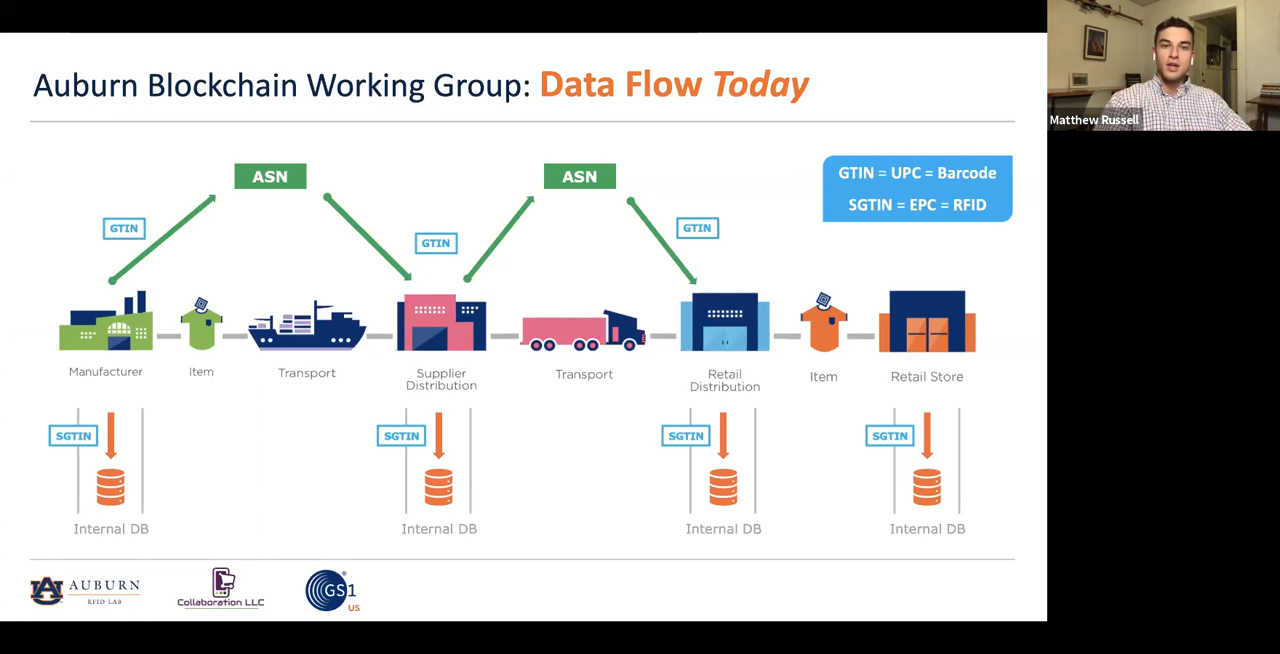 Auburn Blockchain Working Group: Data Flow Today
Matthew Russell
ASN
ASN
GTIN = UPC = Barcode
SGTIN = EPC = RFID
GTIN
GTIN
GTIN
Manufacturer
Item
Transport
Supplier
Distribution
Transport
Retail
Distribution
Item
Retail Store
SGTIN
SGTIN
SGTIN
SGTIN
Internal DB
Internal DB
Internal DB
Internal DB
AU
AUBURN
RFID LAB
Collaboration LLC
GS1
US